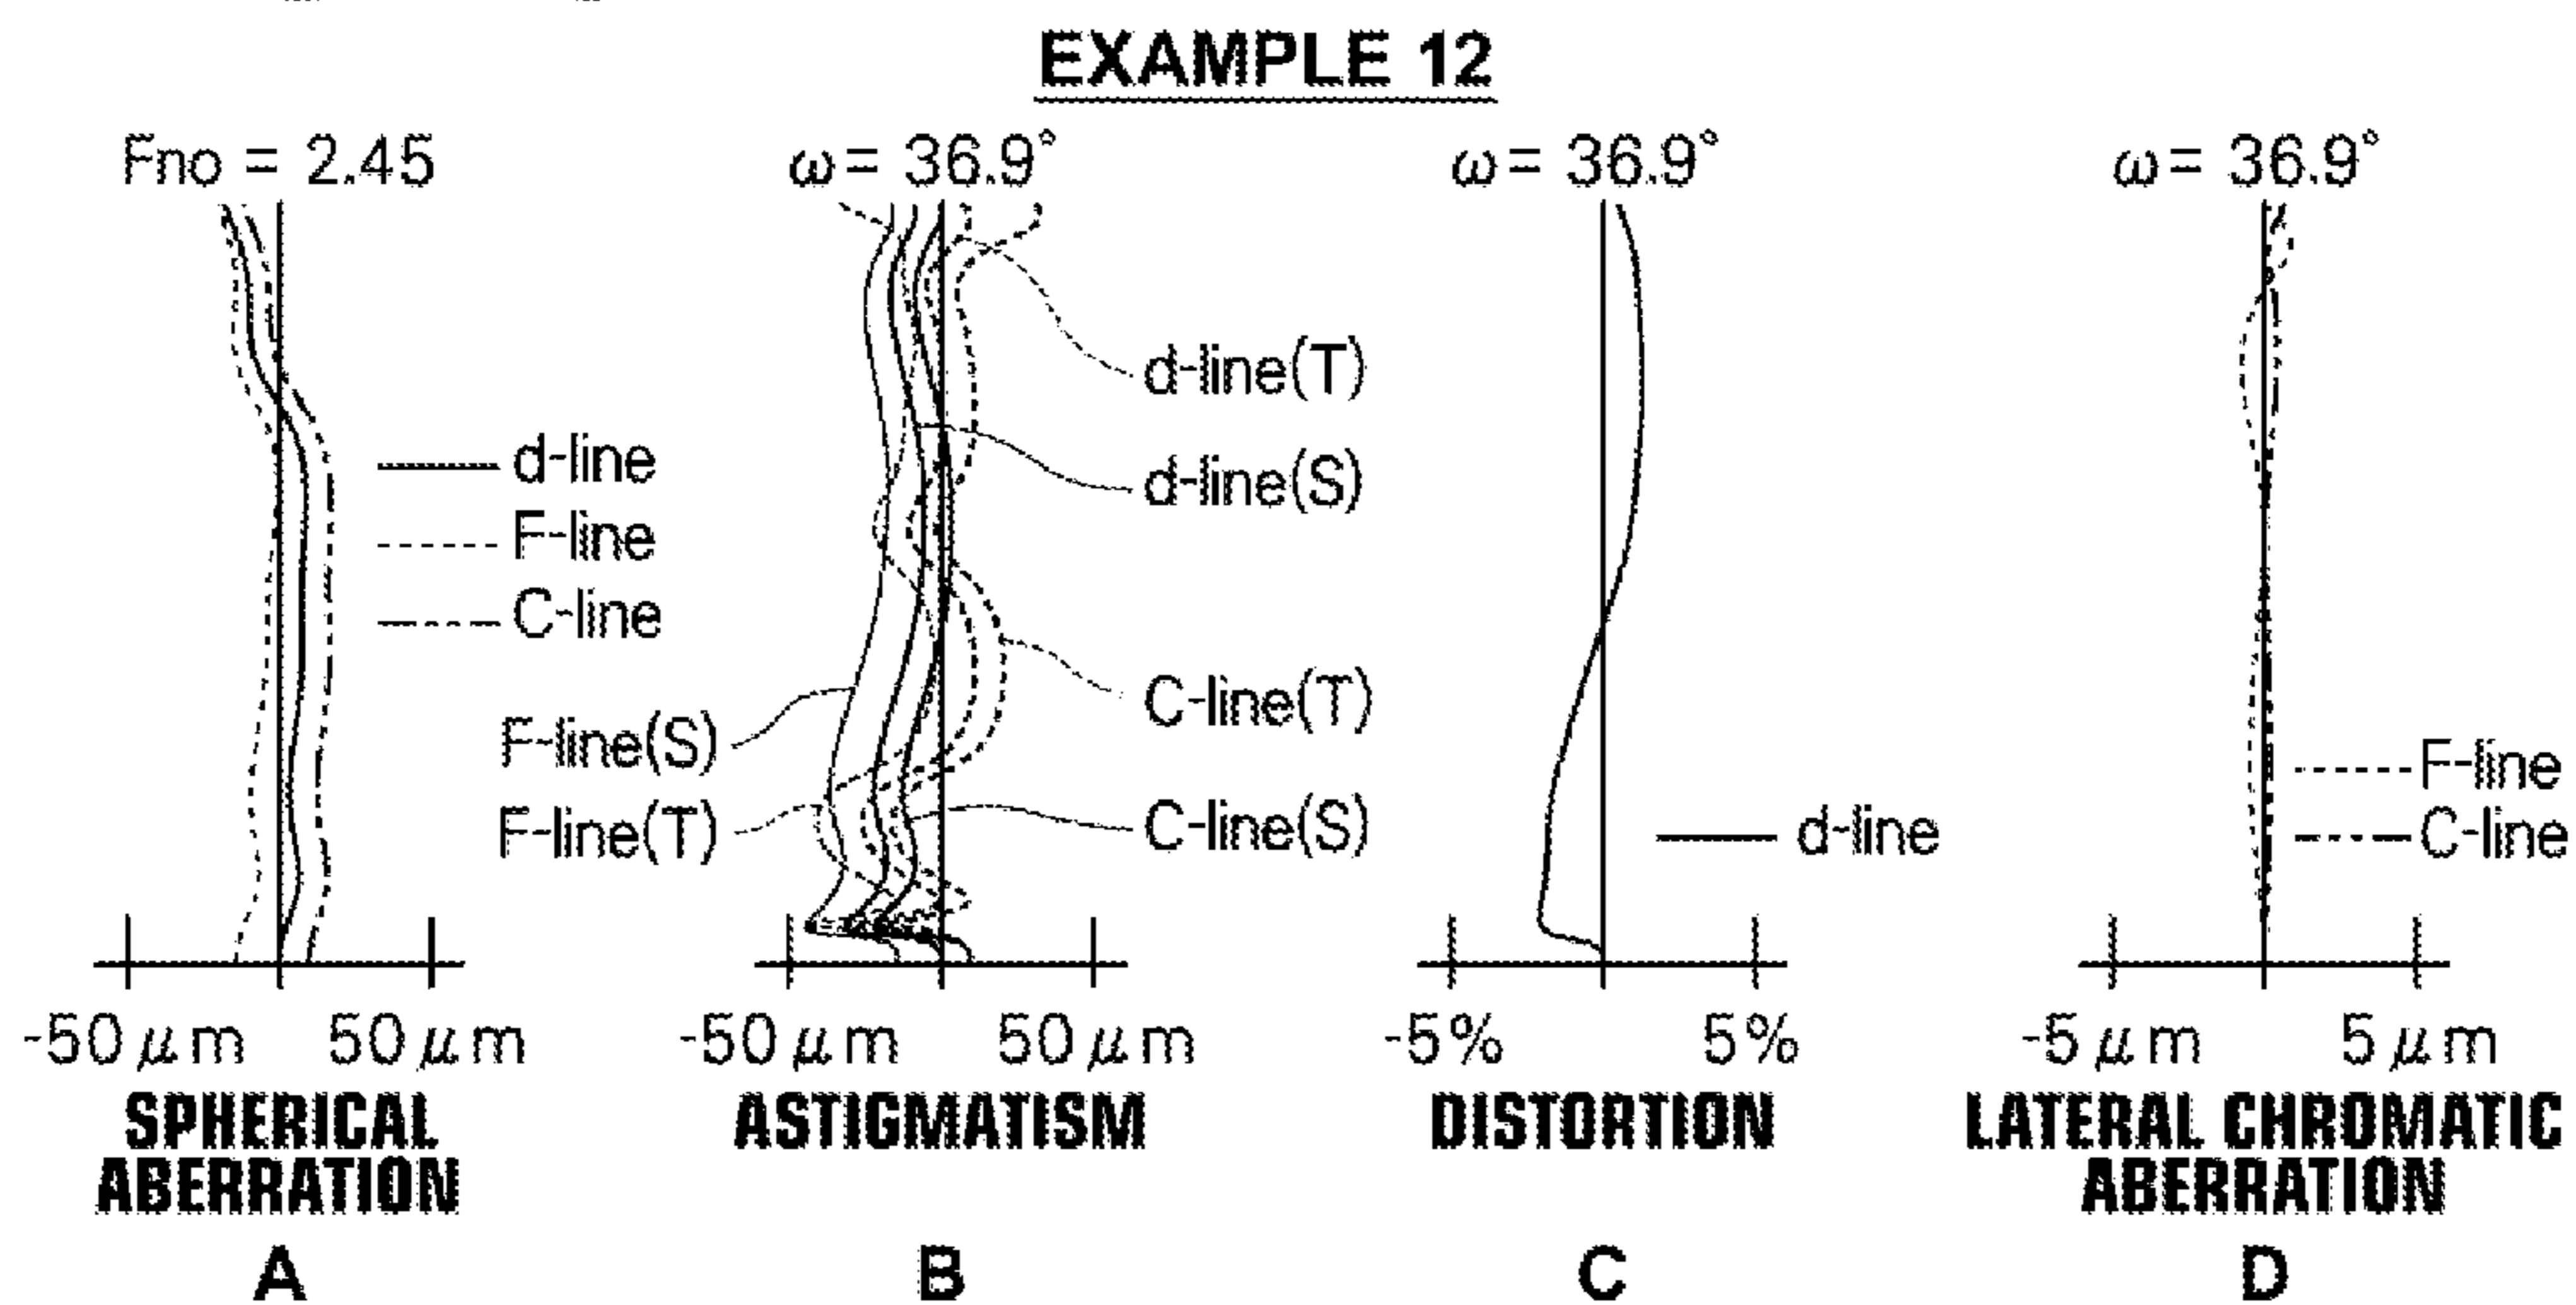 EXAMPLE 12
Fno = 2.45
d-line
F-line
C-line
-50 μm
50 μm
SPHERICAL
ABERRATION
A
ω= 36.9°
d-line(T)
d-line(S)
C-line(T)
F-line(S)
F-line(T)
C-line(S)
-50 μm
50 μm
ASTIGMATISM
B
ω= 36.9°
d-line
-5%
5%
DISTORTION
C
ω= 36.9°
F-line
C-line
-5 μm
5 μm
LATERAL CHROMATIC
ABERRATION
D